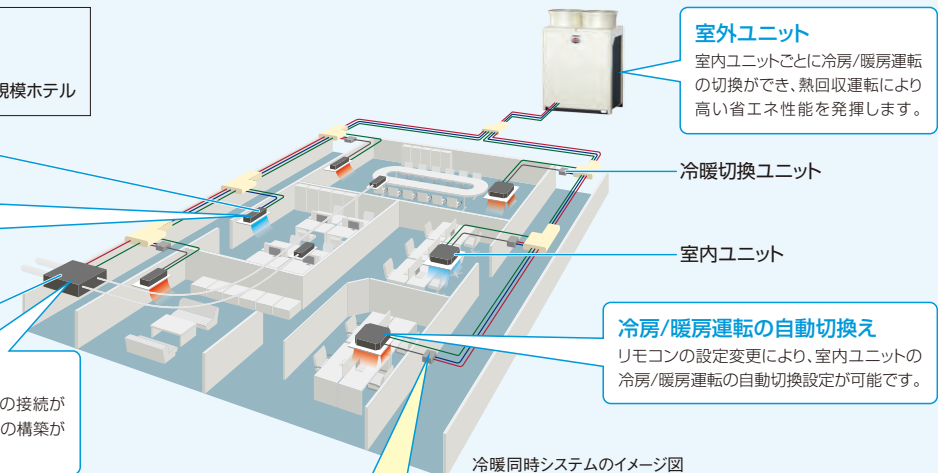 規模ホテル
室外ユニット
室内ユニットごとに冷房/暖房運転
の切換ができ、熱回収運転により
高い省エネ性能を発揮します。
冷暖切換ユニット
室内ユニット
冷房/暖房運転の自動切換え
リモコンの設定変更により、室内ユニットの
冷房/暖房運転の自動切換設定が可能です。
の接続が
の構築が
冷暖同時システムのイメージ図